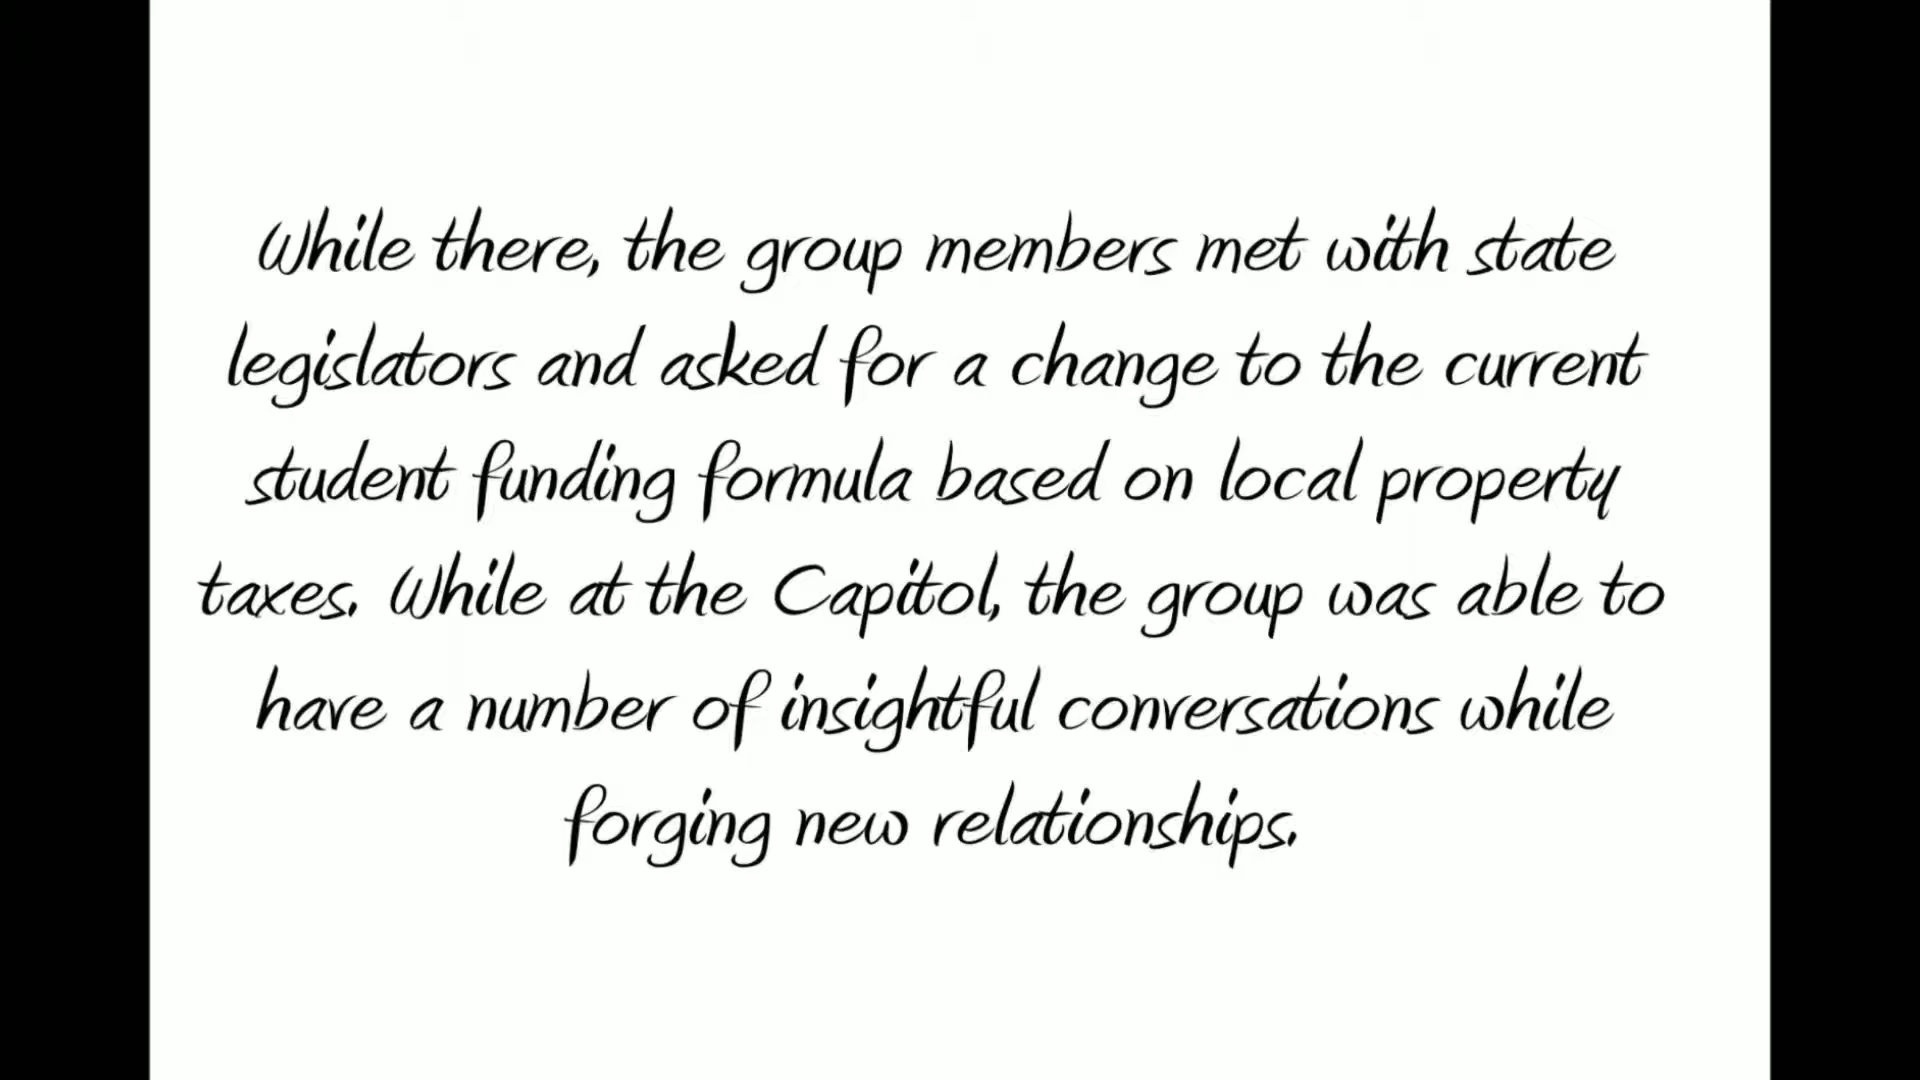 While there, the group members met with state
legislators and asked for a change to the current
student funding formula based on local property
taxes. While at the Capitol, the group was able to
have a number of insightful conversations while
forging new relationships.